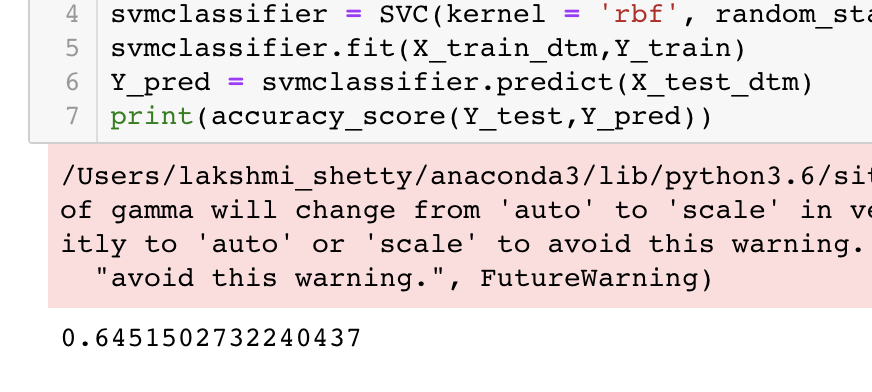 4 svmclassifier = SVC(kernel = 'rbf', random_sta
5 svmclassifier.fit(X_train_dtm,Y_train)
6 Y_pred = svmclassifier.predict(X_test_dtm)
7 print(accuracy_score(Y_test,Y_pred))
/Users/lakshmi_shetty/anaconda3/lib/python3.6/sit
of gamma will change from 'auto' to 'scale' in ve
itly to 'auto' or 'scale' to avoid this warning.
"avoid this warning.", FutureWarning)
0.6451502732240437